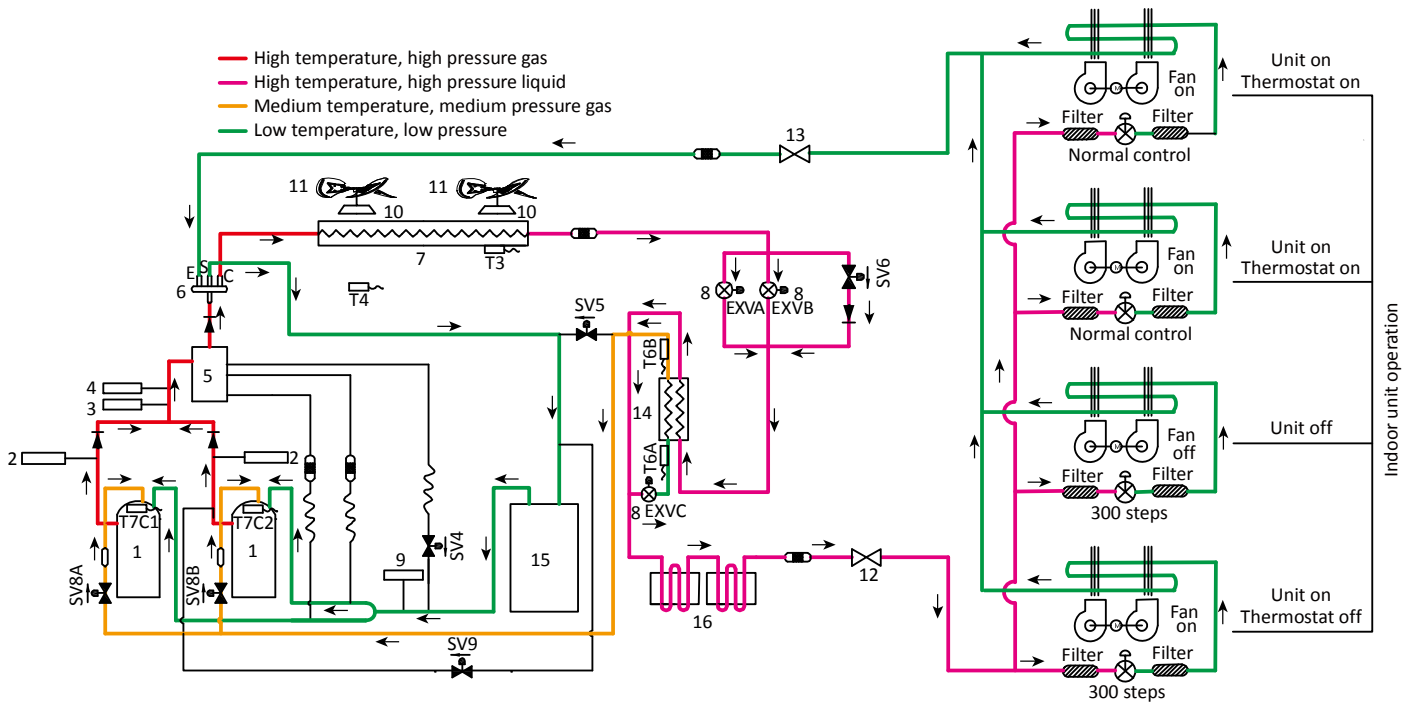 High temperature, high pressure gas
High temperature, high pressure liquid
Medium temperature, medium pressure gas
Low temperature, low pressure
13
11
11
10
10
7
T3
T4
E
S
C
6
5
4
3
2
2
T7C1
T7C2
1
1
SV8A
SV8B
SV9
9
SV4
15
SV5
T6B
14
T6A
8 EXVC
8
EXVA
8
EXVB
SV6
16
12
M
Fan
on
Filter
Filter
Normal control
Unit on
Thermostat on
M
Fan
on
Filter
Filter
Normal control
Unit on
Thermostat on
M
Fan
off
Filter
Filter
300 steps
Unit off
M
Fan
on
Filter
Filter
300 steps
Unit on
Thermostat off
Indoor unit operation